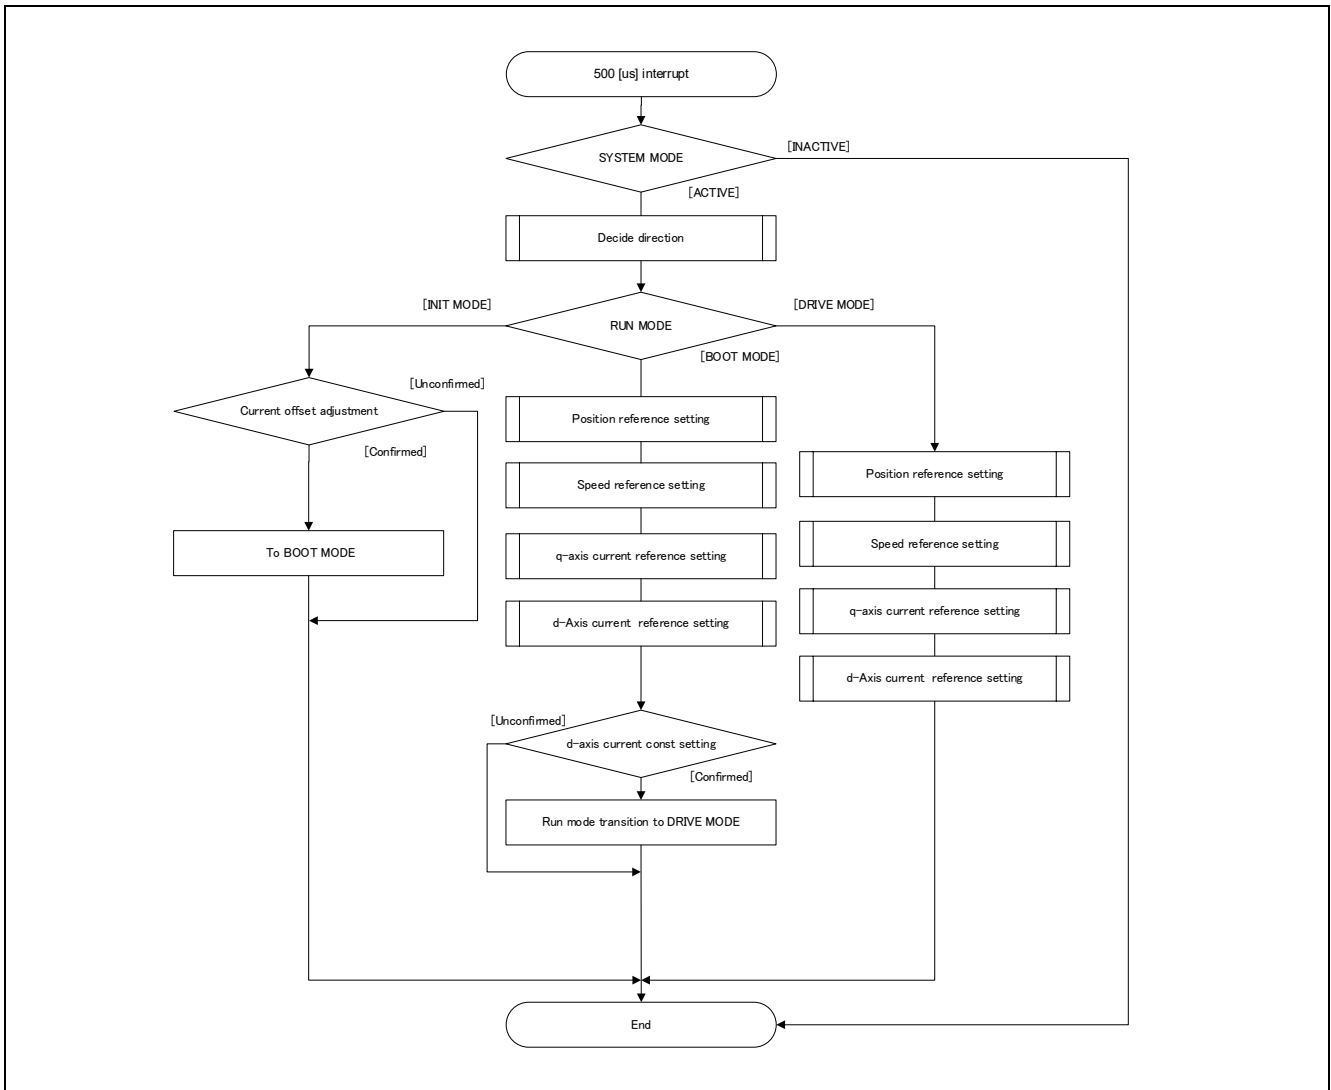 500 [us] interrupt
SYSTEM MODE
[INACTIVE]
[ACTIVE]
Decide direction
[INIT MODE]
[DRIVE MODE]
RUN MODE
[BOOT MODE]
[Unconfirmed]
Current offset adjustment
[Confirmed]
To BOOT MODE
Position reference setting
Speed reference setting
q-axis current reference setting
d-Axis current reference setting
[Unconfirmed]
d-axis current const setting
[Confirmed]
Run mode transition to DRIVE MODE
Position reference setting
Speed reference setting
q-axis current reference setting
d-Axis current reference setting
End